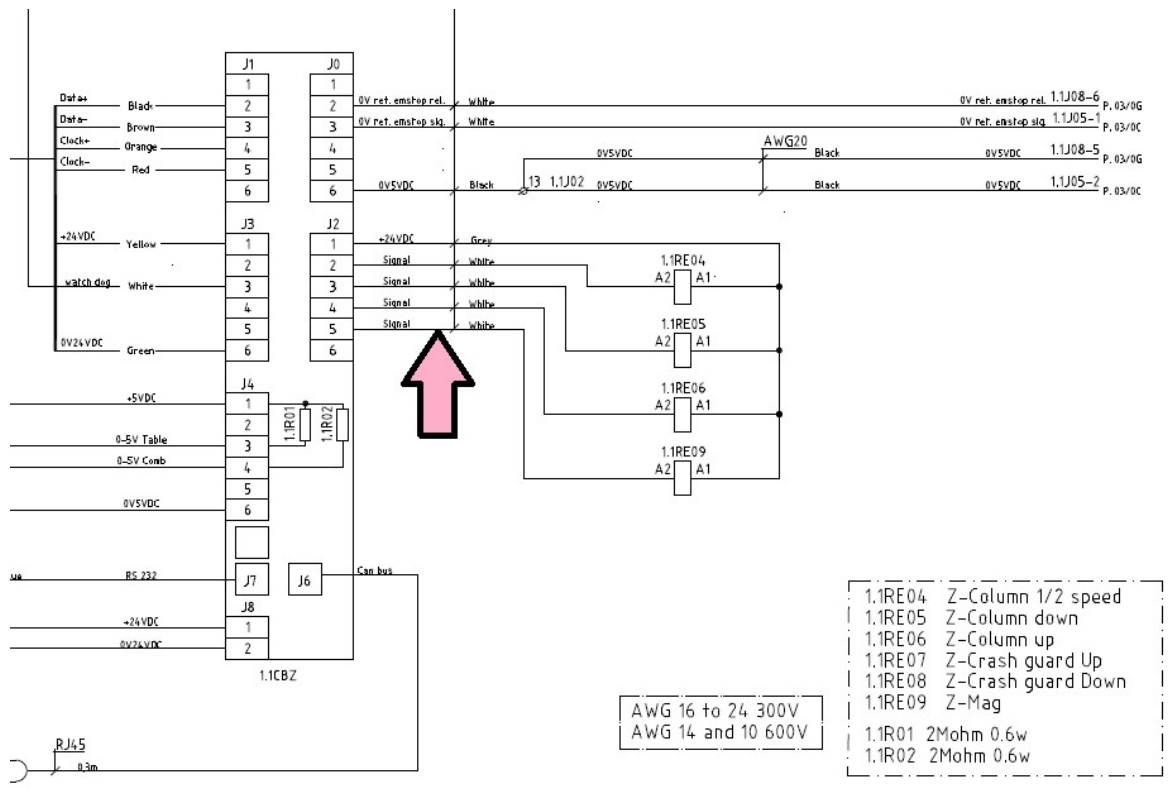 J1 J0
1 1
Data+ Black 2 2 0V ret. emstop rel. White 0V ret. emstop rel. 1.1J08-6 P. 03/0G
Data- Brown 3 3 0V ret. emstop sig. White 0V ret. emstop sig. 1.1J05-1 P. 03/0C
Clock+ Orange 4 4 AWG20
Clock- Red 5 5 0V5VDC Black 0V5VDC 1.1J08-5 P. 03/0G
6 6 0V5VDC Black 13 1.1J02 0V5VDC Black 0V5VDC 1.1J05-2 P. 03/0C
J3 J2
+24VDC Yellow 1 1 +24VDC Grey
2 2 Signal White 1.1RE04
watch dog White 3 3 Signal White A2 A1
4 4 Signal White 1.1RE05
5 5 Signal White A2 A1
0V24VDC Green 6 6
J4 1.1RE06
+5VDC 1 A2 A1
2 1.1R01 1.1R02
0-5V Table 3 1.1RE09
0-5V Comb 4 A2 A1
5
0V5VDC 6
ue RS 232 J7 J6 Can bus
J8
+24VDC 1
0V24VDC 2
1.1CBZ
RJ45
0,3m
AWG 16 to 24 300V
AWG 14 and 10 600V
1.1RE04 Z-Column 1/2 speed
1.1RE05 Z-Column down
1.1RE06 Z-Column up
1.1RE07 Z-Crash guard Up
1.1RE08 Z-Crash guard Down
1.1RE09 Z-Mag
1.1R01 2Mohm 0.6w
1.1R02 2Mohm 0.6w